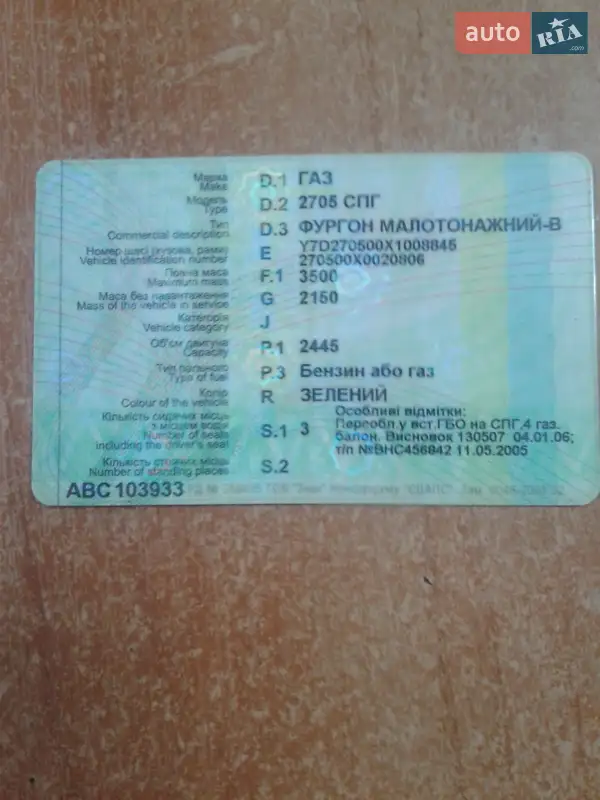 auto RIA .com
Марка D.1 ГАЗ
Make
Модель D.2 2705 СПГ
Type
Тип D.3 ФУРГОН МАЛОТОНАЖНИЙ-В
Commercial description
Номер шасі (кузова, рами) E Y7D270500X1008845
Vehicle identification number 270500X0020806
Повна маса F.1 3500
Maximum mass
Маса без навантаження G 2150
Mass of the vehicle in service
Категорія J
Vehicle category
Об'єм двигуна P.1 2445
Capacity
Тип пального P.3 Бензин або газ
Type of fuel
Колір R ЗЕЛЕНИЙ
Colour of the vehicle
Кількість сидячих місць S.1 3 Особливі відмітки:
з місцем водія Переобл.у вст.ГБО на СПГ,4 газ.
Number of seats балон. Висновок 130507 04.01.06;
including the driver's seat т/п №ВНС456842 11.05.2005
Кількість стоячих місць S.2
Number of standing places
АВС 103933